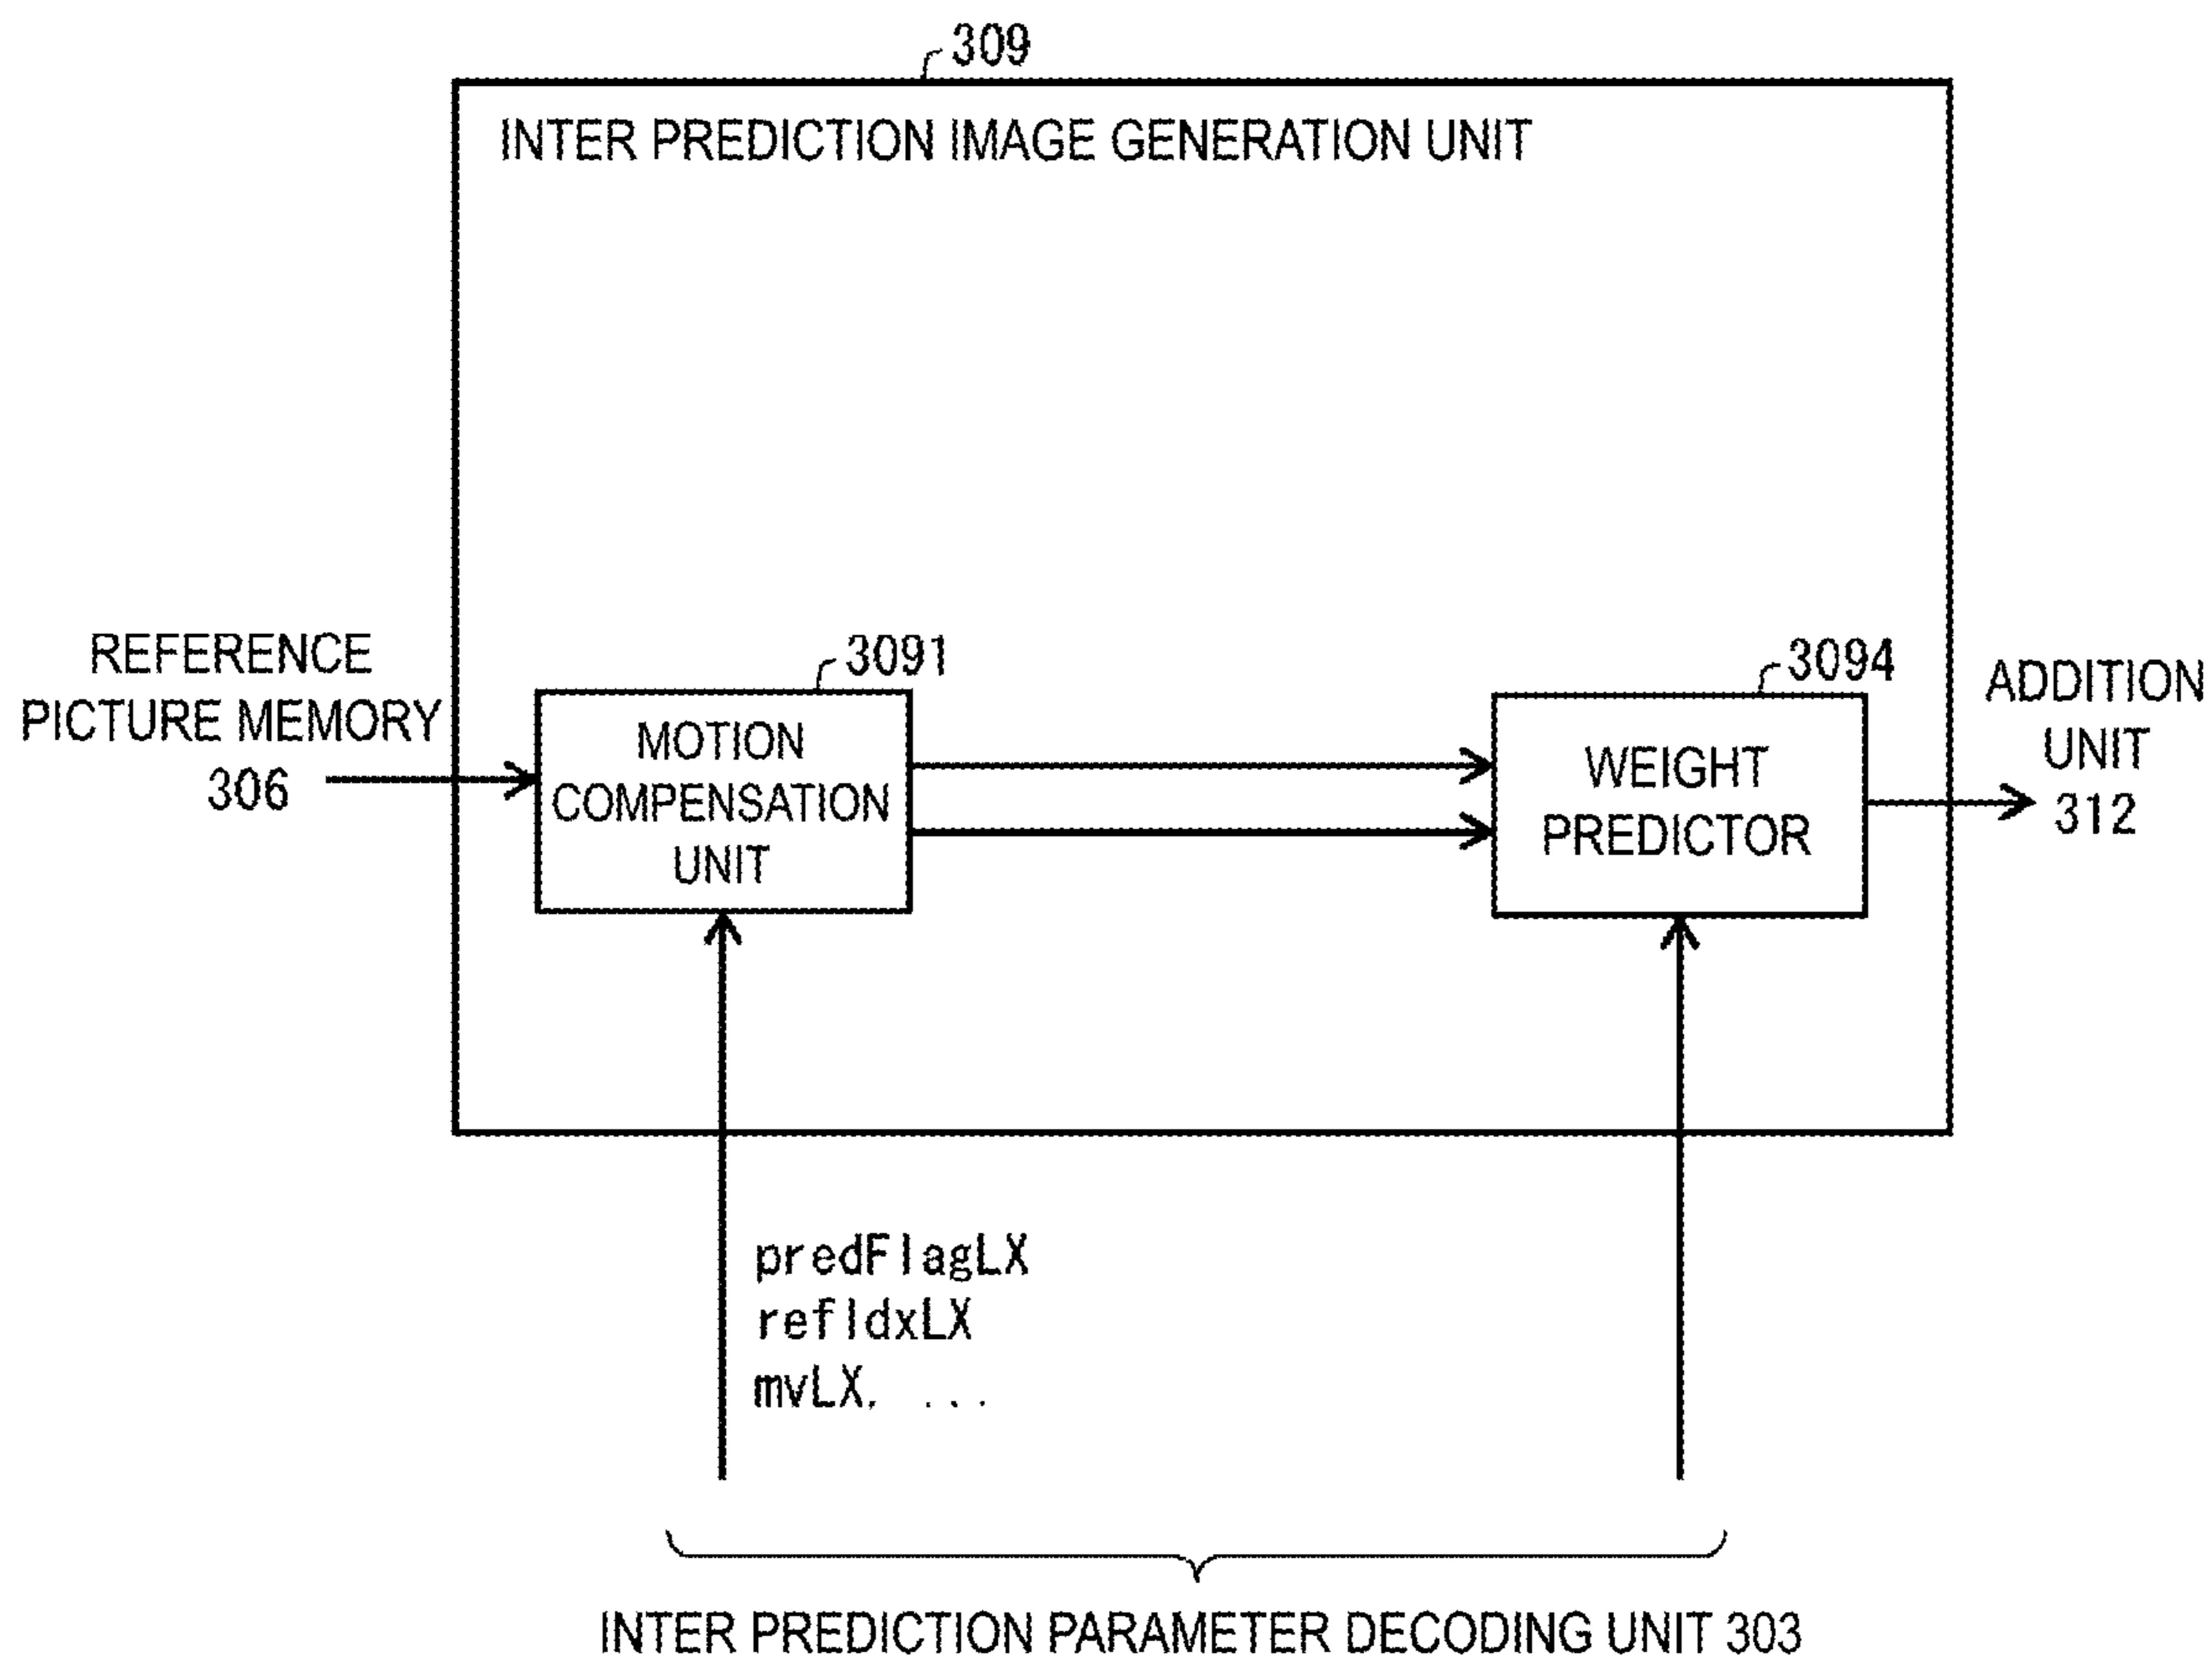 309
INTER PREDICTION IMAGE GENERATION UNIT
REFERENCE
PICTURE MEMORY
306
3091
MOTION
COMPENSATION
UNIT
3094
WEIGHT
PREDICTOR
ADDITION
UNIT
312
predFlagLX
refIdxLX
mvLX, ...
INTER PREDICTION PARAMETER DECODING UNIT 303